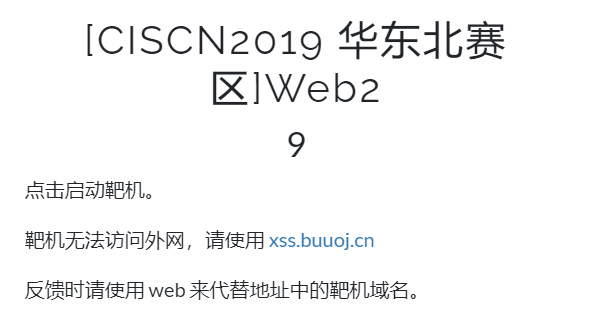 [CISCN2019 华东北赛
区]Web2
9
点击启动靶机。
靶机无法访问外网，请使用 xss.buuoj.cn
反馈时请使用 web 来代替地址中的靶机域名。